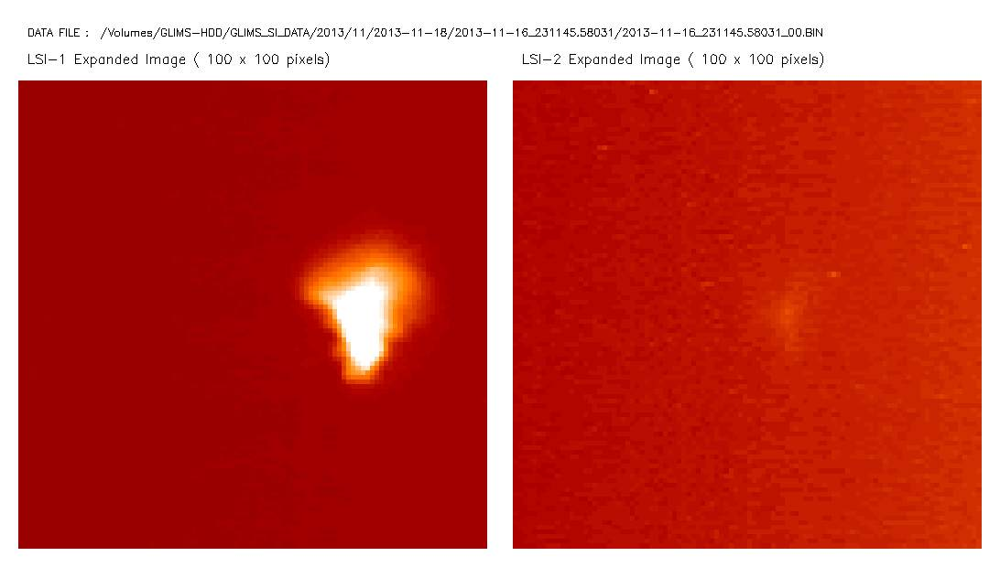 DATA FILE : /Volumes/GLIMS-HDD/GLIMS_SI_DATA/2013/11/2013-11-18/2013-11-16_231145.58031/2013-11-16_231145.58031_00.BIN
LSI-1 Expanded Image ( 100 x 100 pixels)
LSI-2 Expanded Image ( 100 x 100 pixels)